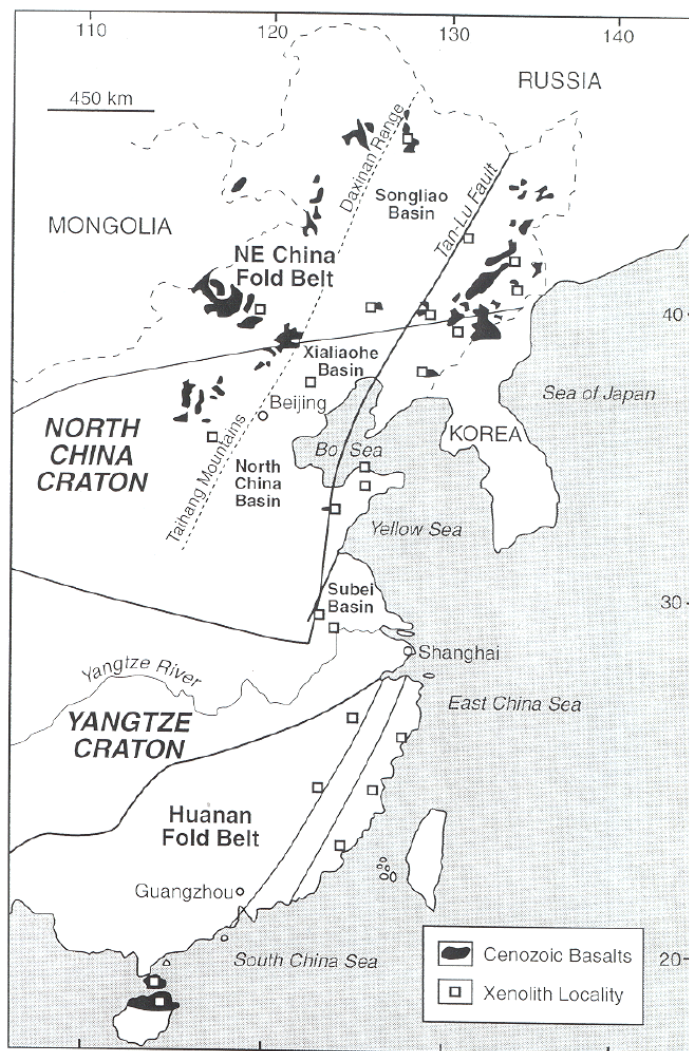 110
120
130
140
RUSSIA
450 km
Daxinan Range
Songliao
Basin
Tan-Lu Fault
MONGOLIA
NE China
Fold Belt
40
Xialiaohe
Basin
Sea of Japan
Beijing
NORTH
CHINA
CRATON
KOREA
Bo Sea
Taihang Mountains
North
China
Basin
Yellow Sea
Subei
Basin
30
Shanghai
Yangtze River
East China Sea
YANGTZE
CRATON
Huanan
Fold Belt
Guangzhou
South China Sea
Cenozoic Basalts
20
Xenolith Locality